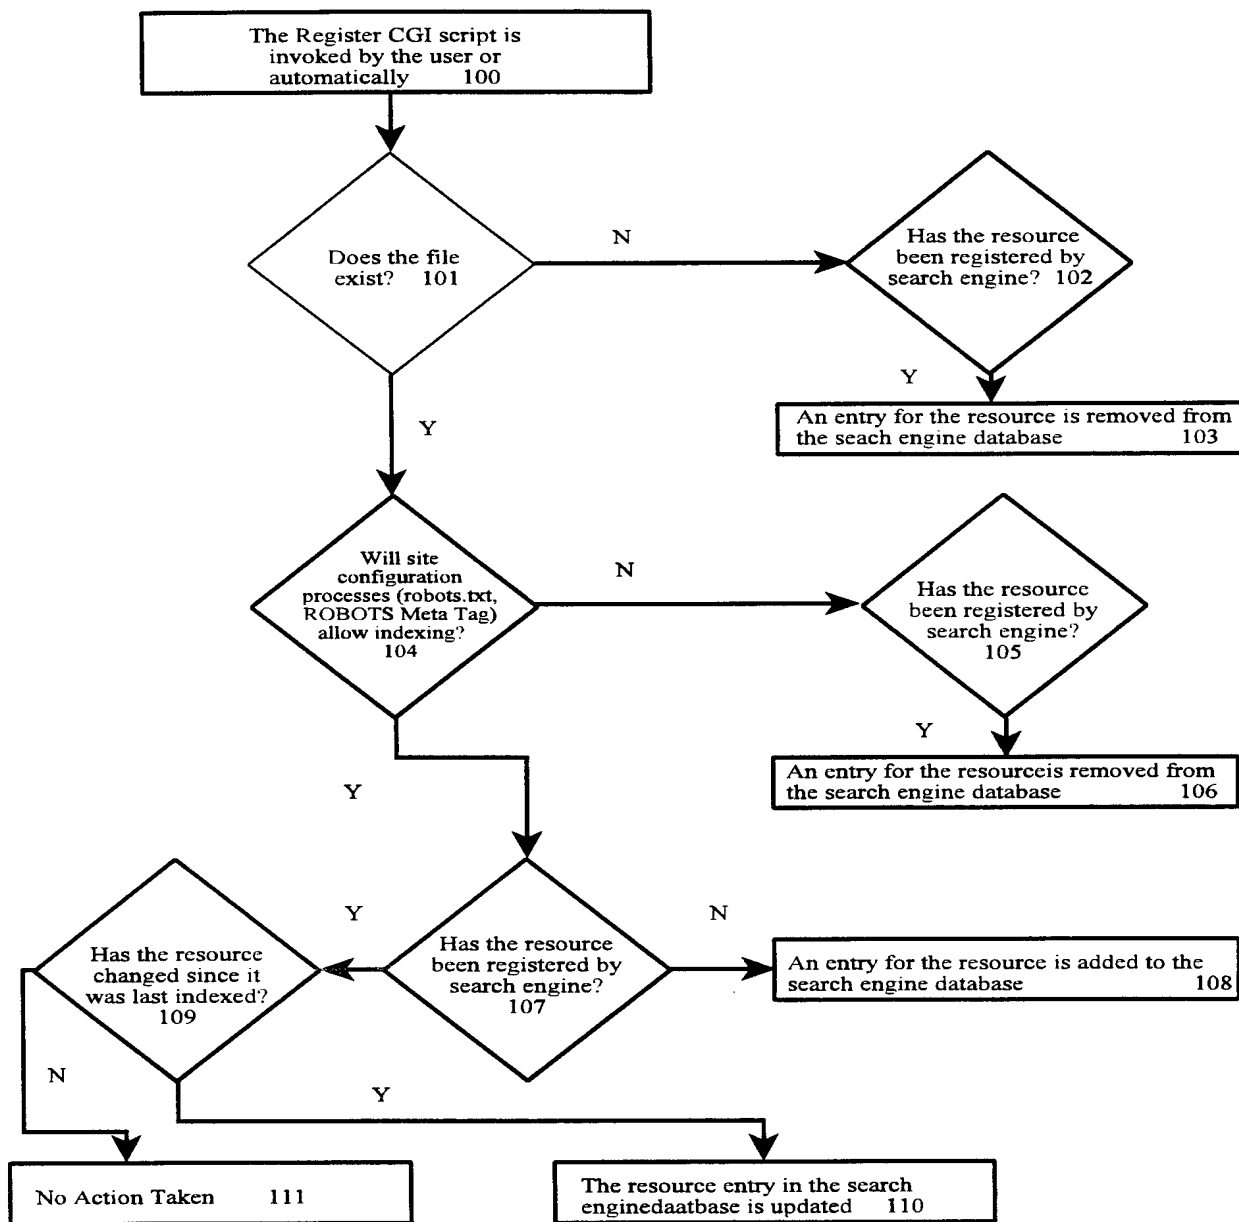 The Register CGI script is
invoked by the user or
automatically 100
Does the file
exist? 101
N
Has the resource
been registered by
search engine? 102
Y
Y
An entry for the resource is removed from
the seach engine database 103
Will site
configuration
processes (robots.txt,
ROBOTS Meta Tag)
allow indexing?
104
N
Has the resource
been registered by
search engine?
105
Y
An entry for the resourceis removed from
the search engine database 106
Y
Has the resource
changed since it
was last indexed?
109
Y
Has the resource
been registered by
search engine?
107
N
An entry for the resource is added to the
search engine database 108
N
Y
No Action Taken 111
The resource entry in the search
enginedaatbase is updated 110